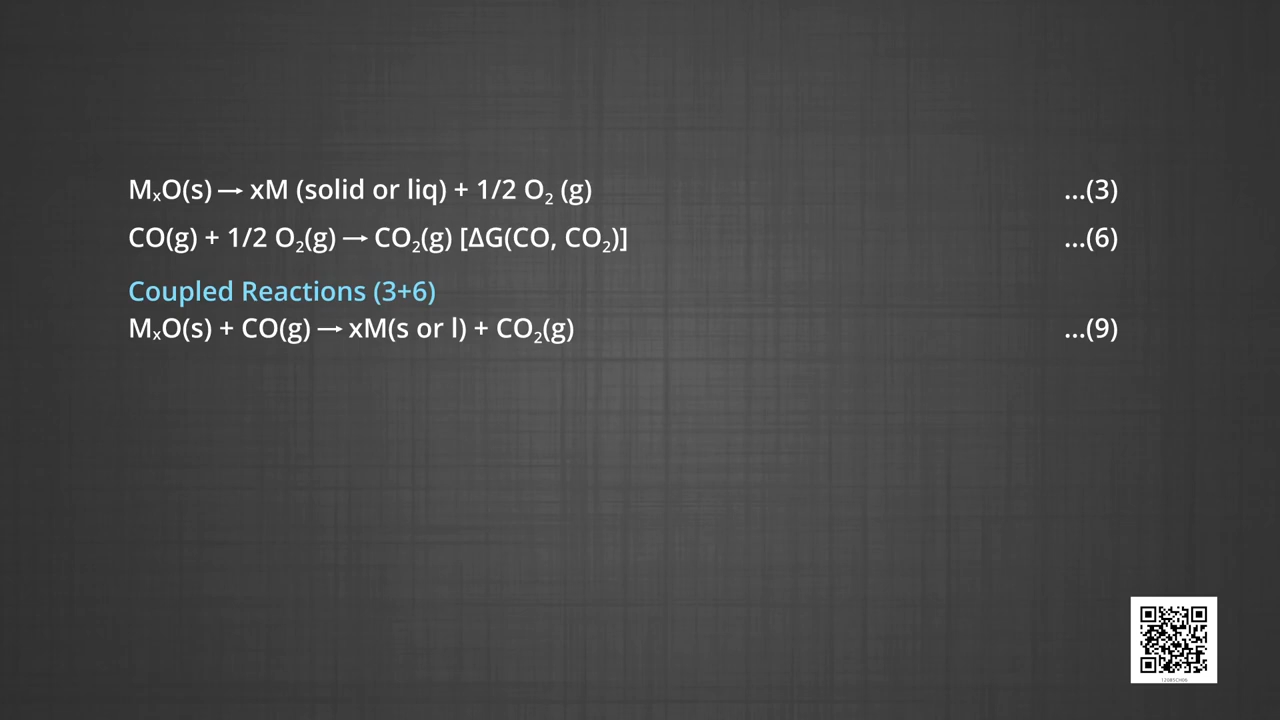 MₓO(s) → xM (solid or liq) + 1/2 O₂ (g) ...(3)
CO(g) + 1/2 O₂(g) → CO₂(g) [ΔG(CO, CO₂)] ...(6)
Coupled Reactions (3+6)
MₓO(s) + CO(g) → xM(s or l) + CO₂(g) ...(9)
12085CH06